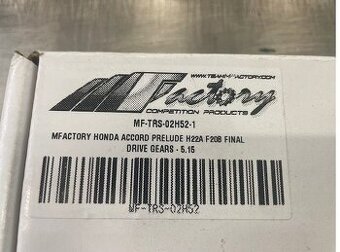 WWW.TEAMMFACTORY.COM
MFactory
COMPETITION PRODUCTS
MF-TRS-02H52-1
MFACTORY HONDA ACCORD PRELUDE H22A F20B FINAL
DRIVE GEARS - 5.15
MF-TRS-02H52